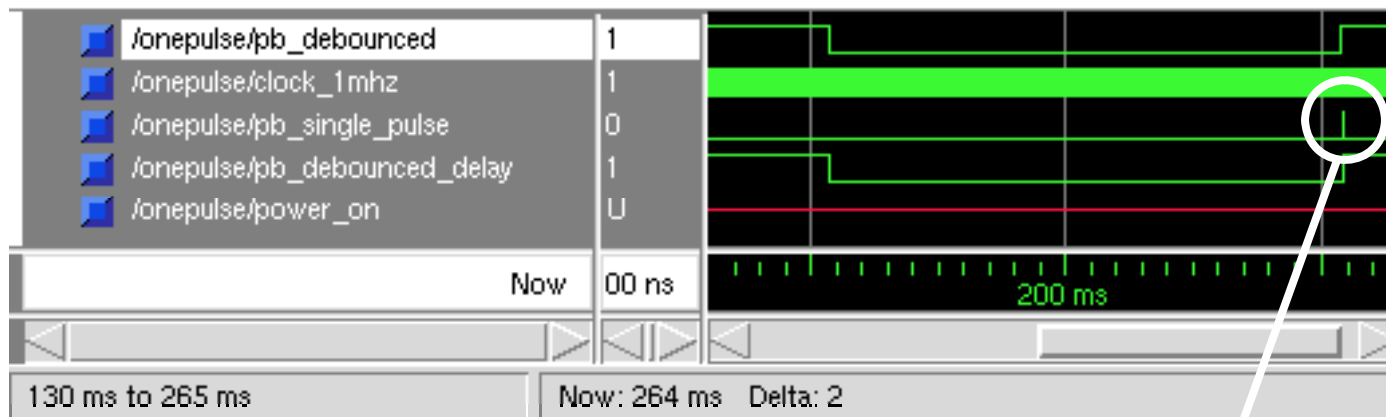 /onepulse/pb_debounced 1
/onepulse/clock_1mhz 1
/onepulse/pb_single_pulse 0
/onepulse/pb_debounced_delay 1
/onepulse/power_on U
Now 00 ns
200 ms
130 ms to 265 ms Now: 264 ms Delta: 2